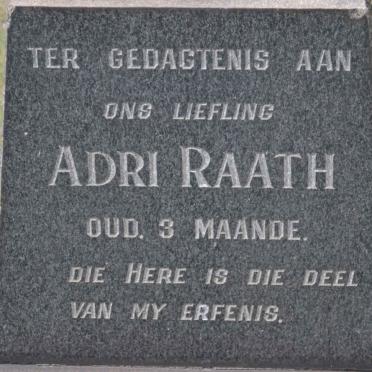 TER GEDAGTENIS AAN
ONS LIEFLING
ADRI RAATH
OUD. 3 MAANDE.
DIE HERE IS DIE DEEL
VAN MY ERFENIS.